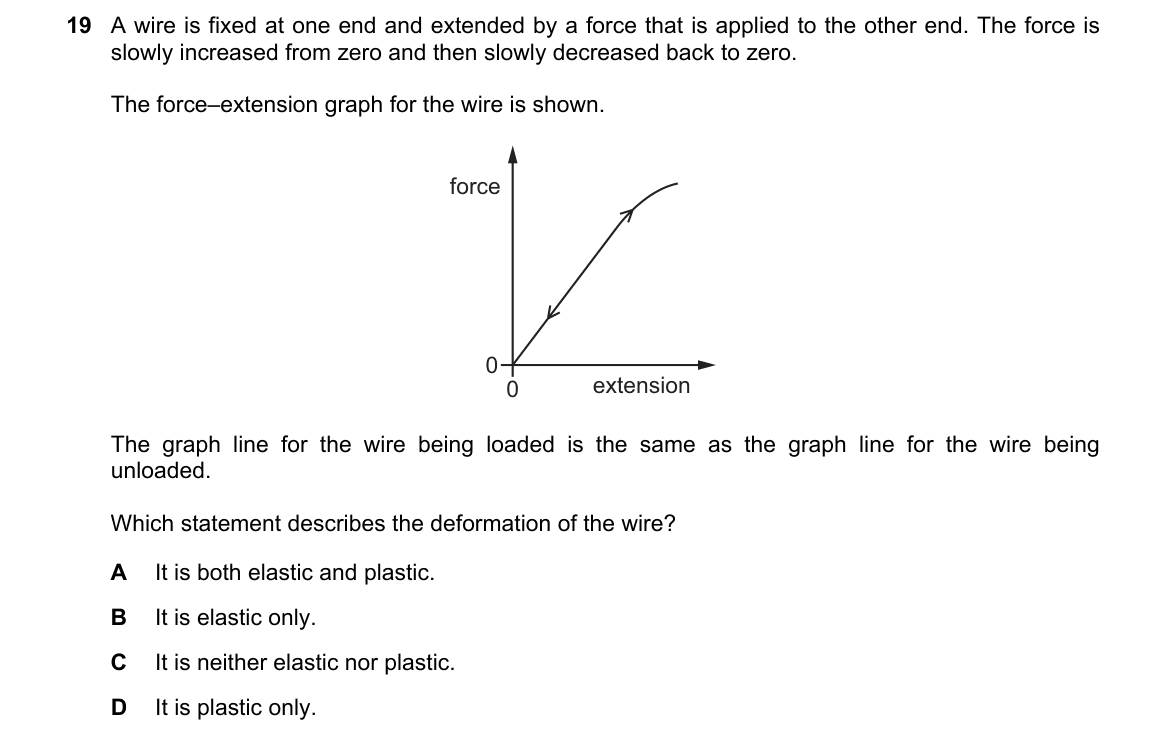 19 A wire is fixed at one end and extended by a force that is applied to the other end. The force is
slowly increased from zero and then slowly decreased back to zero.
The force–extension graph for the wire is shown.
force
0
0
extension
The graph line for the wire being loaded is the same as the graph line for the wire being
unloaded.
Which statement describes the deformation of the wire?
A It is both elastic and plastic.
B It is elastic only.
C It is neither elastic nor plastic.
D It is plastic only.